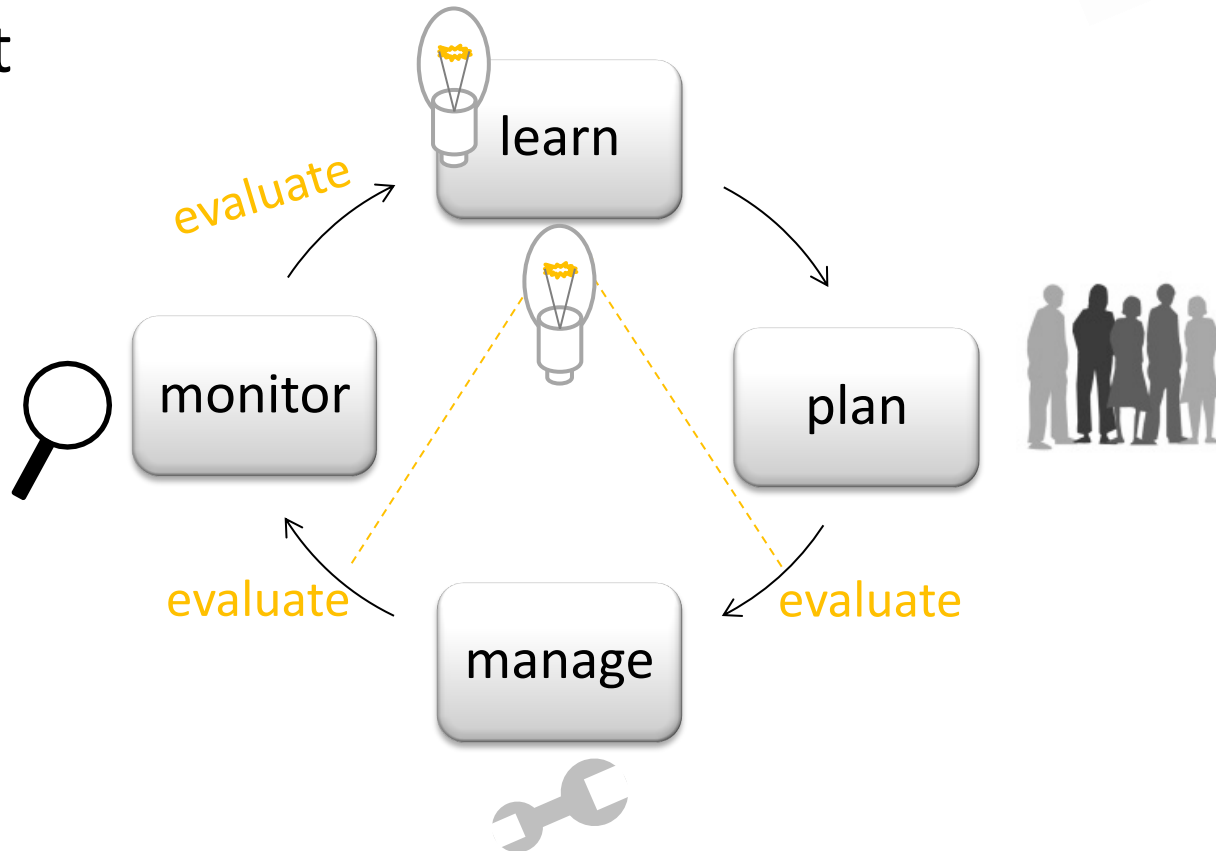 t
learn
evaluate
monitor
plan
evaluate
evaluate
manage